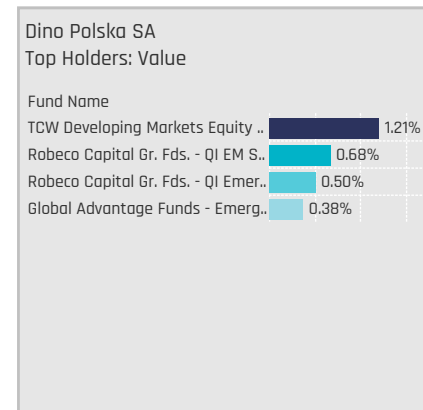 Dino Polska SA
Top Holders: Value
Fund Name
TCW Developing Markets Equity .. 1.21%
Robeco Capital Gr. Fds. - QI EM S.. 0.68%
Robeco Capital Gr. Fds. - QI Emer.. 0.50%
Global Advantage Funds - Emerg.. 0.38%